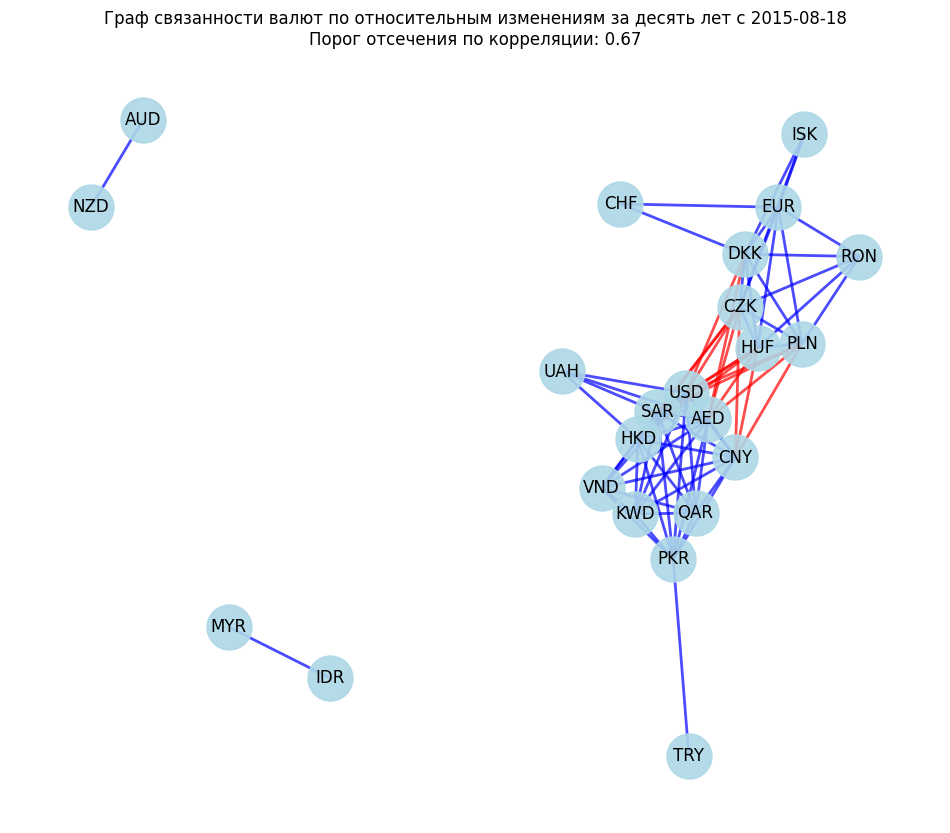 Граф связанности валют по относительным изменениям за десять лет с 2015-08-18
Порог отсечения по корреляции: 0.67
AUD
ISK
NZD
CHF
EUR
DKK
RON
CZK
HUF
PLN
UAH
USD
SAR
AED
HKD
CNY
VND
KWD
QAR
PKR
MYR
IDR
TRY